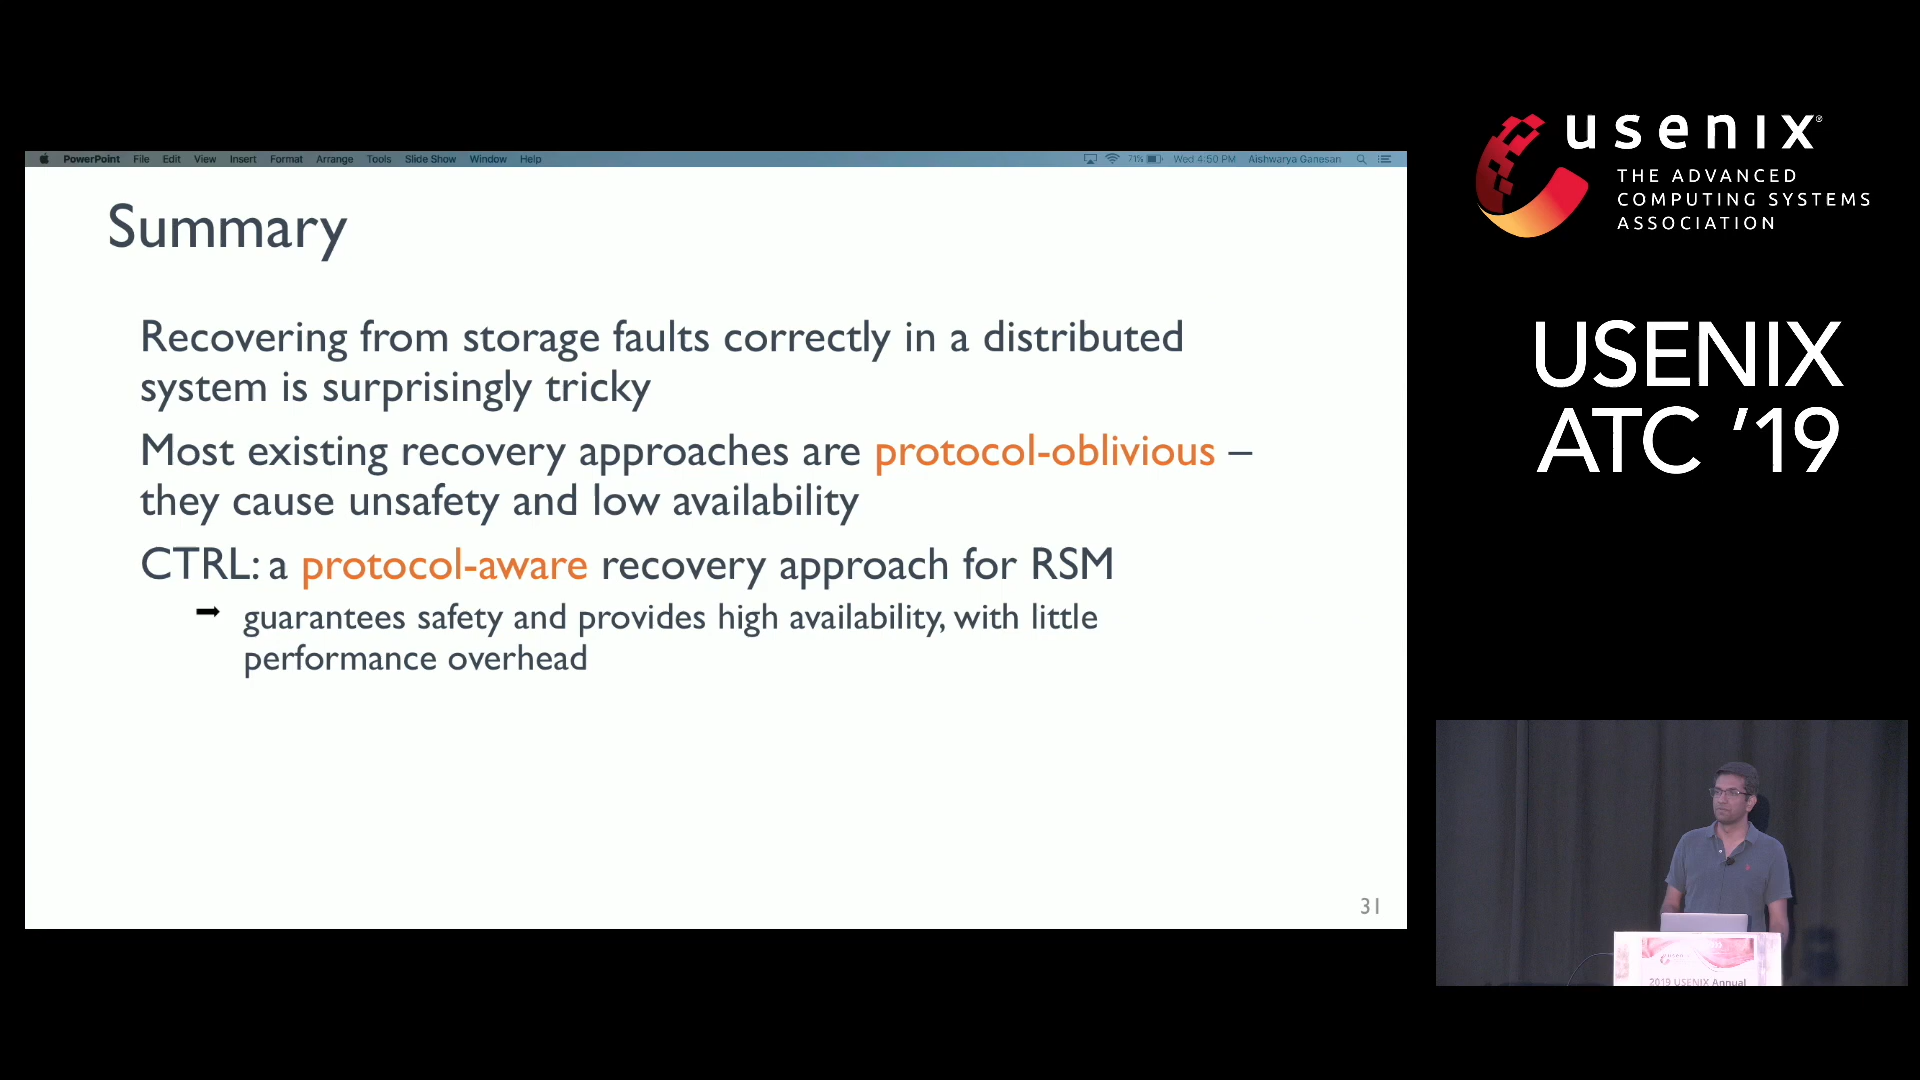 PowerPoint File Edit View Insert Format Arrange Tools Slide Show Window Help 71% Wed 4:50 PM Aishwarya Ganesan
Summary
Recovering from storage faults correctly in a distributed
system is surprisingly tricky
Most existing recovery approaches are protocol-oblivious –
they cause unsafety and low availability
CTRL: a protocol-aware recovery approach for RSM
➡ guarantees safety and provides high availability, with little
performance overhead
31
usenix®
THE ADVANCED
COMPUTING SYSTEMS
ASSOCIATION
USENIX
ATC ’19
2019 USENIX Annual